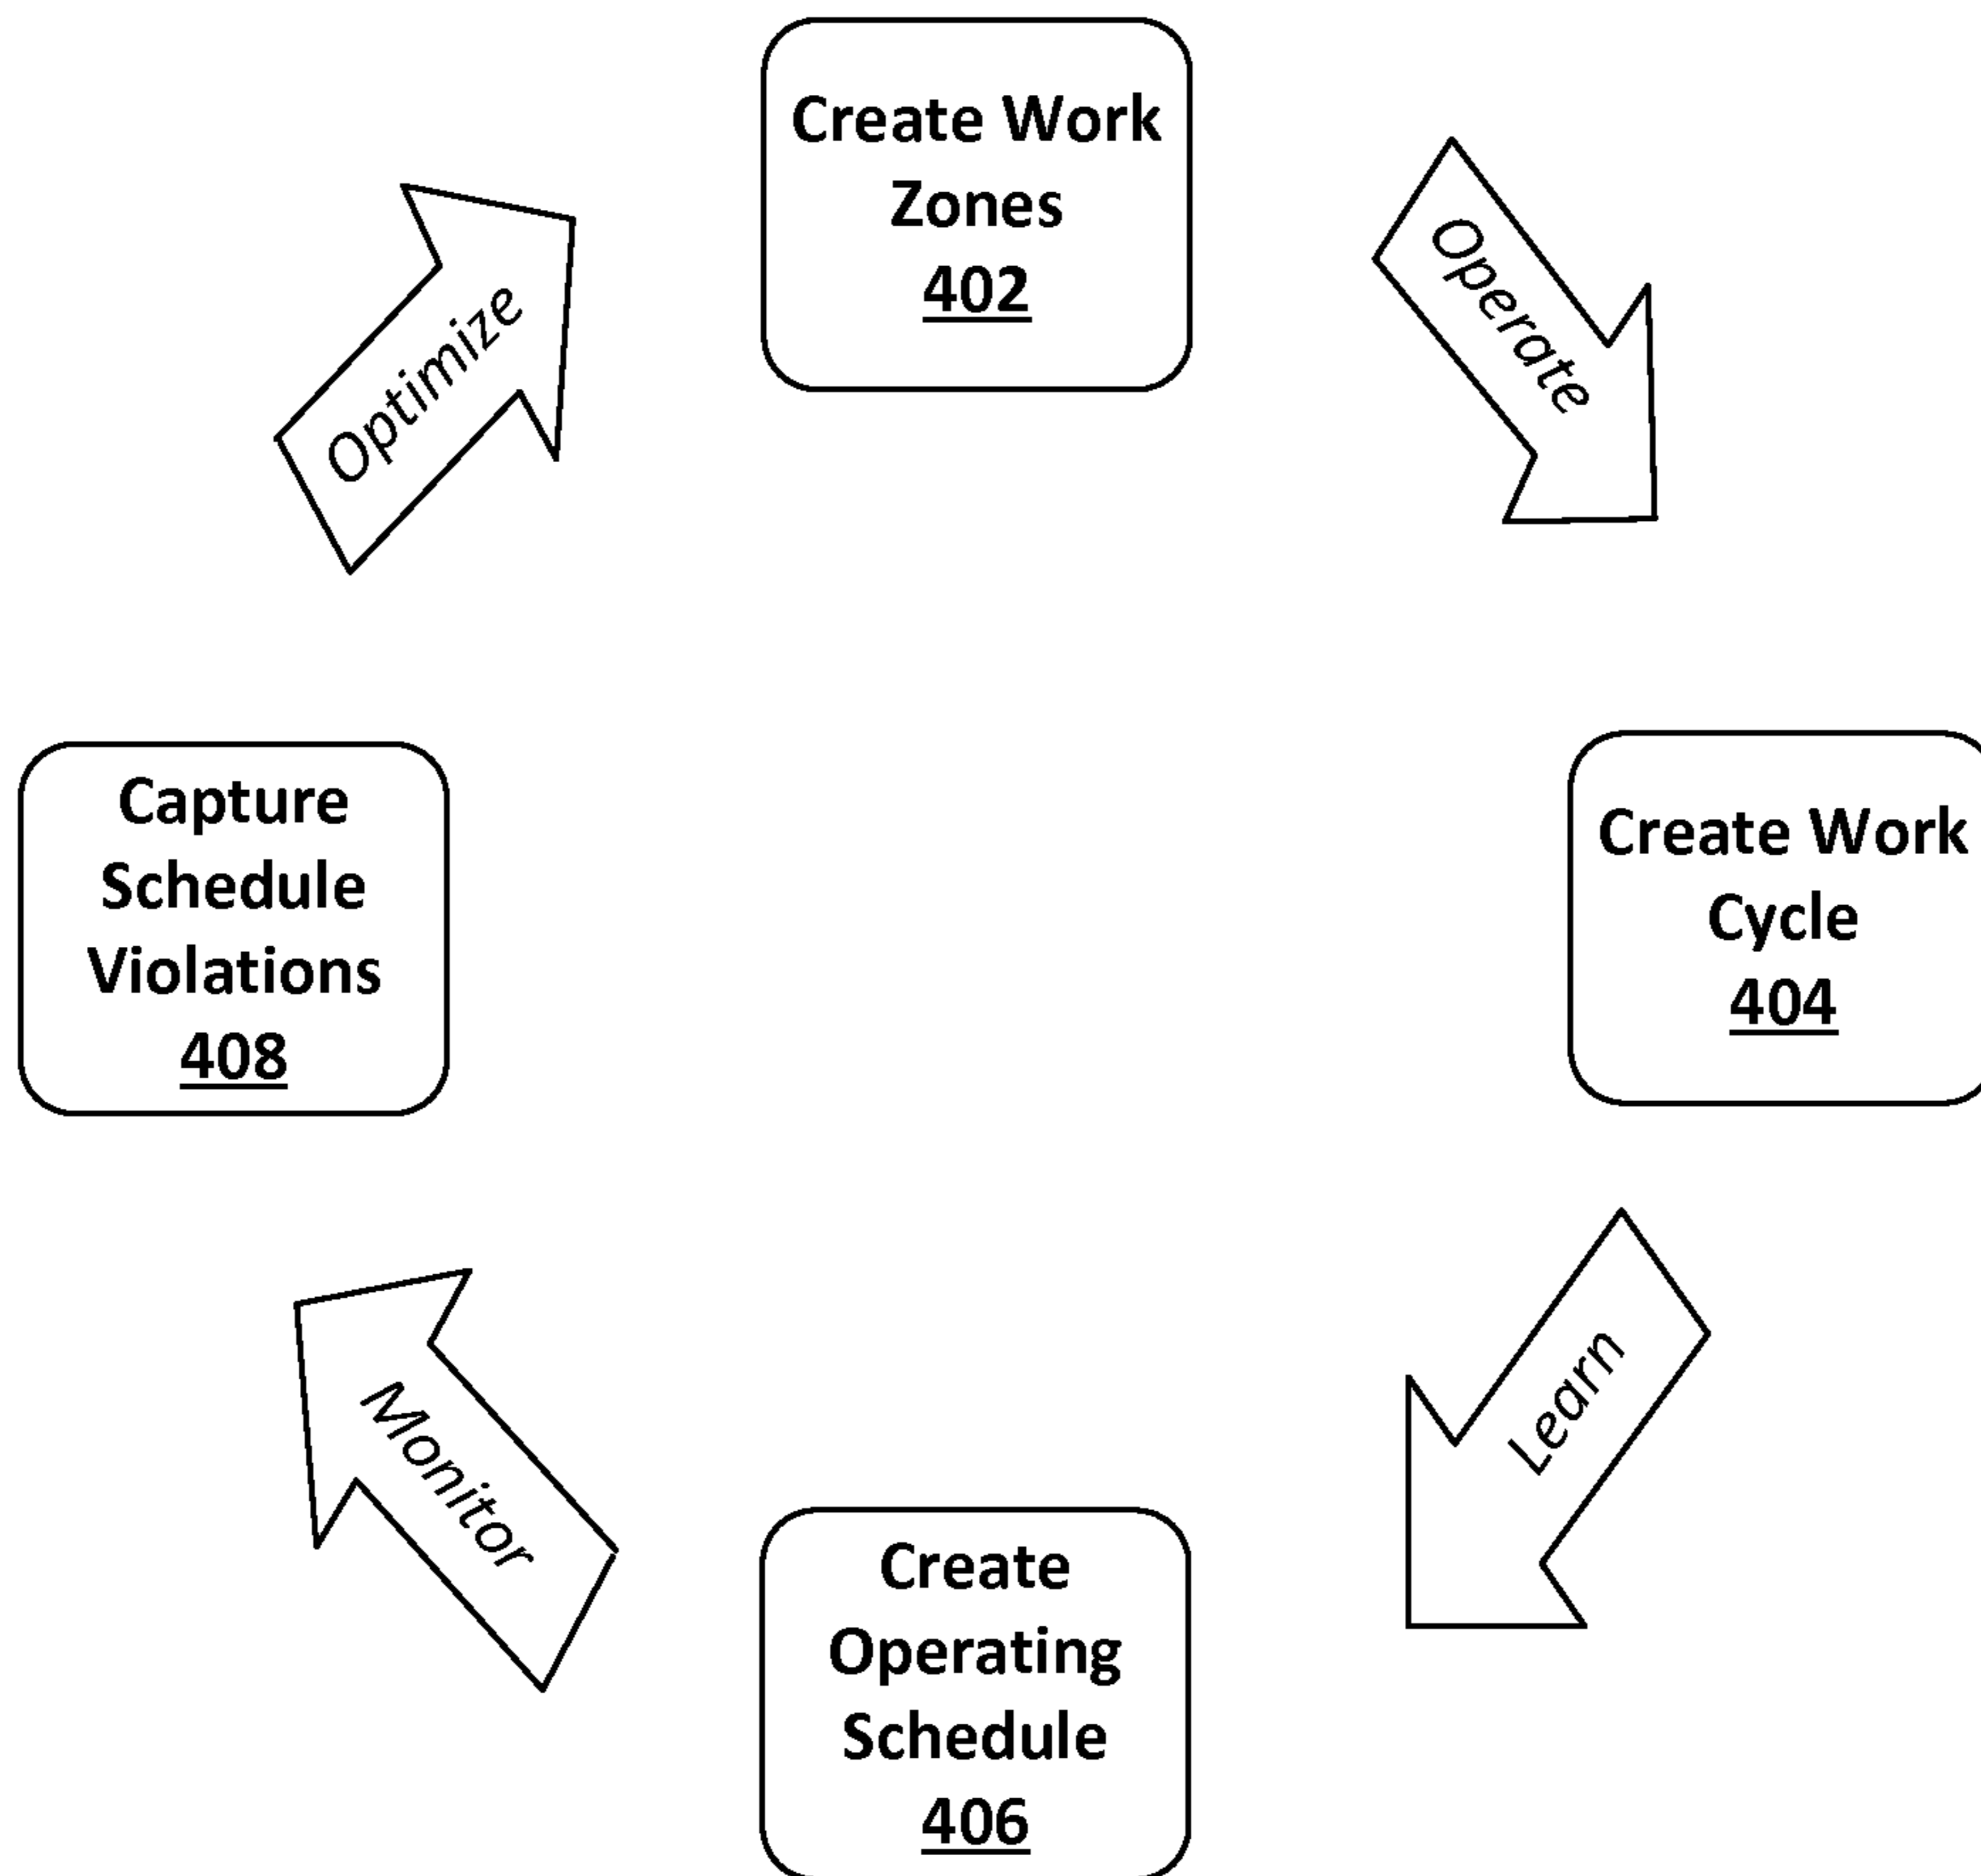 Create Work
Zones
402
Operate
Optimize
Capture
Schedule
Violations
408
Create Work
Cycle
404
Learn
Monitor
Create
Operating
Schedule
406